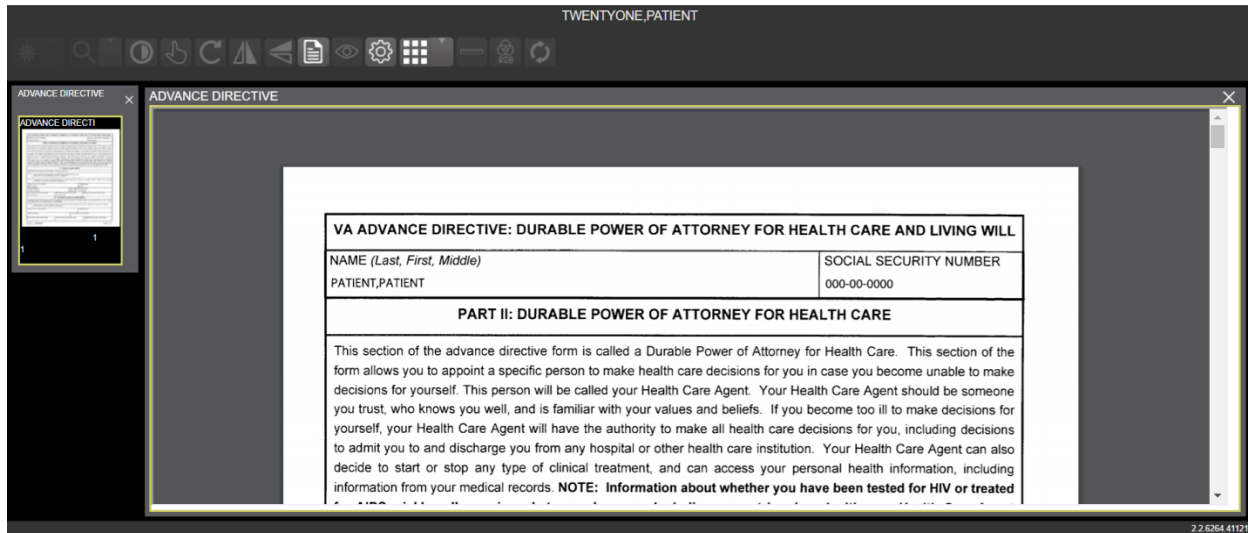 TWENTYONE,PATIENT
RGB
ADVANCE DIRECTIVE
ADVANCE DIRECTI
1
1
ADVANCE DIRECTIVE
VA ADVANCE DIRECTIVE: DURABLE POWER OF ATTORNEY FOR HEALTH CARE AND LIVING WILL
NAME (Last, First, Middle)
SOCIAL SECURITY NUMBER
PATIENT,PATIENT
000-00-0000
PART II: DURABLE POWER OF ATTORNEY FOR HEALTH CARE
This section of the advance directive form is called a Durable Power of Attorney for Health Care. This section of the
form allows you to appoint a specific person to make health care decisions for you in case you become unable to make
decisions for yourself. This person will be called your Health Care Agent. Your Health Care Agent should be someone
you trust, who knows you well, and is familiar with your values and beliefs. If you become too ill to make decisions for
yourself, your Health Care Agent will have the authority to make all health care decisions for you, including decisions
to admit you to and discharge you from any hospital or other health care institution. Your Health Care Agent can also
decide to start or stop any type of clinical treatment, and can access your personal health information, including
information from your medical records. NOTE: Information about whether you have been tested for HIV or treated
2.2.6264.41121